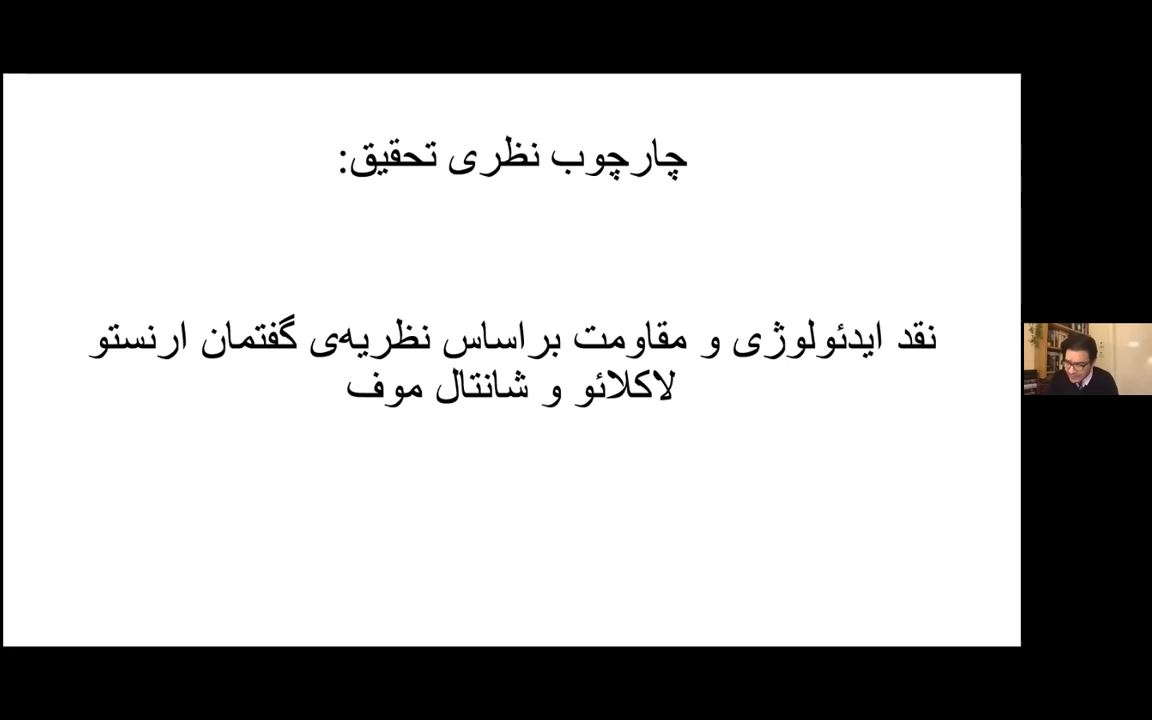 چارچوب نظری تحقیق:
نقد ایدئولوژی و مقاومت براساس نظریه‌ی گفتمان ارنستو
لاکلائو و شانتال موف